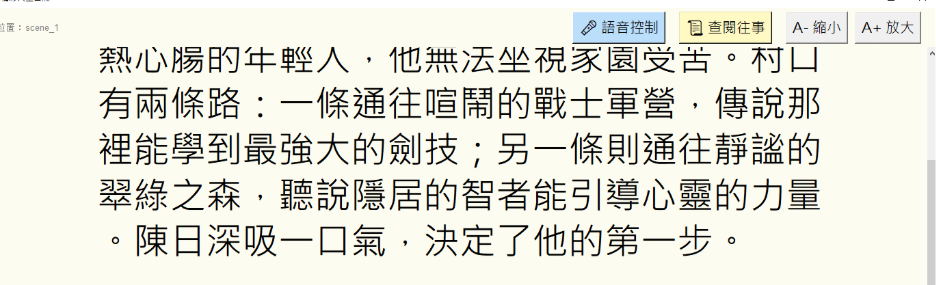 位置：scene_1
語音控制
查閱往事
A- 縮小
A+ 放大
熱心腸的年輕人，他無法坐視家園受苦。村口
有兩條路：一條通往喧鬧的戰士軍營，傳說那
裡能學到最強大的劍技；另一條則通往靜謐的
翠綠之森，聽說隱居的智者能引導心靈的力量
。陳日深吸一口氣，決定了他的第一步。